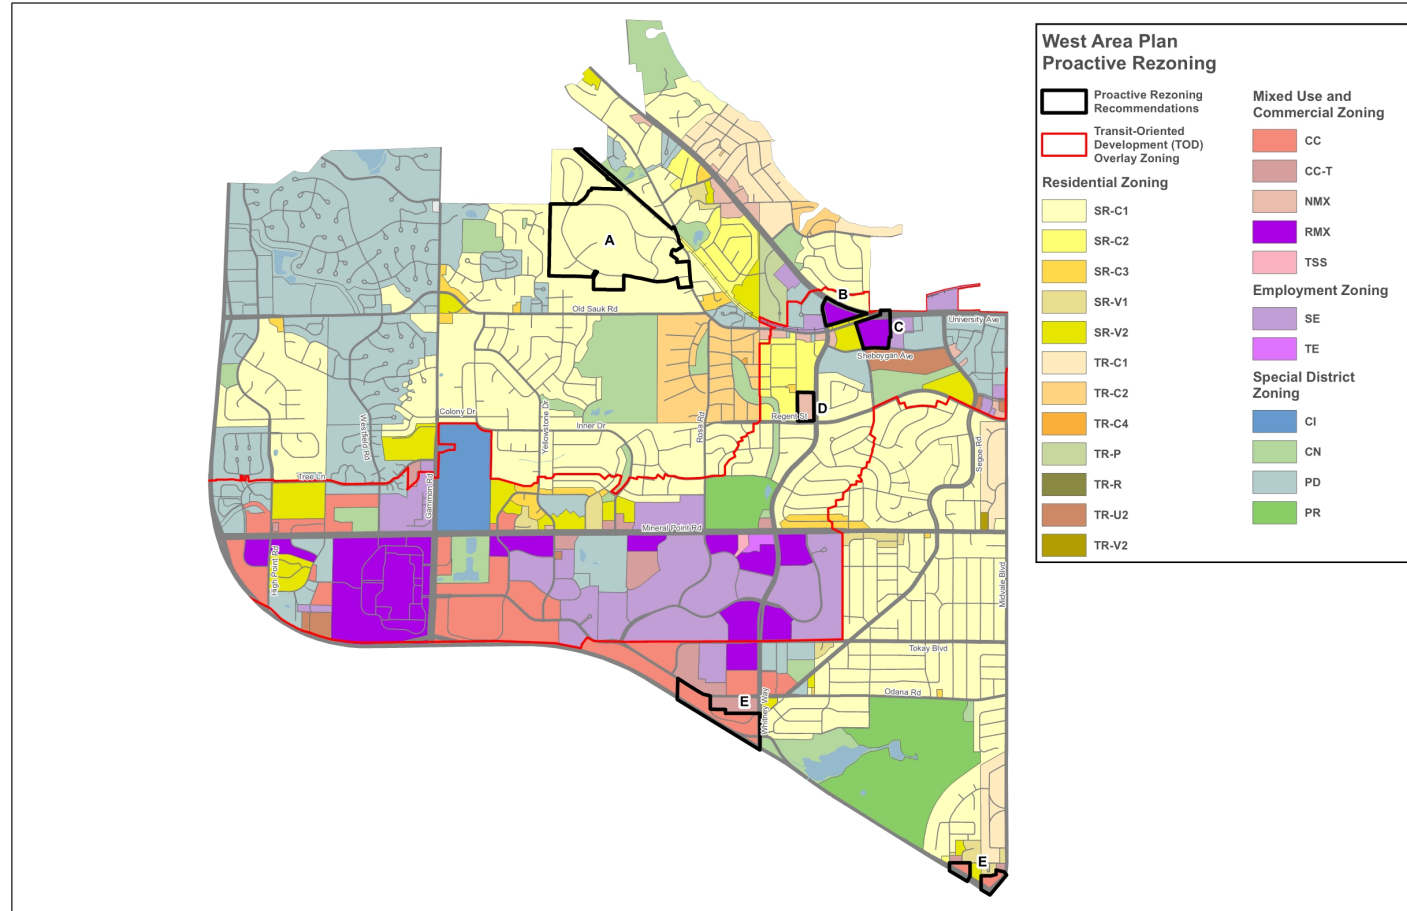 West Area Plan
Proactive Rezoning
Proactive Rezoning
Recommendations
Transit-Oriented
Development (TOD)
Overlay Zoning
Residential Zoning
SR-C1
SR-C2
SR-C3
SR-V1
SR-V2
TR-C1
TR-C2
TR-C4
TR-P
TR-R
TR-U2
TR-V2
Mixed Use and
Commercial Zoning
CC
CC-T
NMX
RMX
TSS
Employment Zoning
SE
TE
Special District
Zoning
CI
CN
PD
PR
A
B
C
D
E
E
Old Sauk Rd
University Ave
Sheboygan Ave
Colony Dr
Regent St
Inner Dr
Yellowstone Dr
Rosa Rd
Westfield Rd
Segoe Rd
Tree Ln
Gammon Rd
Mineral Point Rd
High Point Rd
Midvale Blvd
Tokay Blvd
Odana Rd
Whitney Way